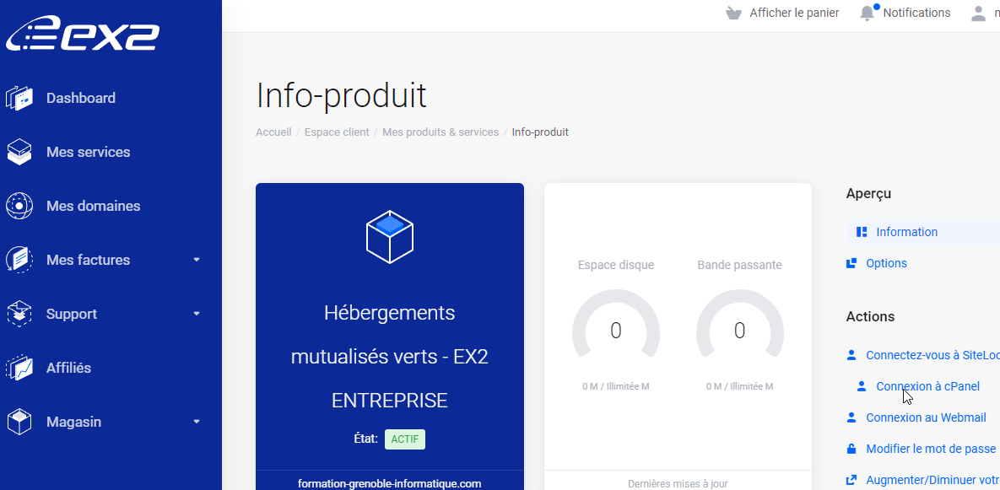 ex2
Afficher le panier
Notifications
Dashboard
Mes services
Mes domaines
Mes factures
Support
Affiliés
Magasin
Info-produit
Accueil / Espace client / Mes produits & services / Info-produit
Hébergements
mutualisés verts - EX2
ENTREPRISE
État: ACTIF
formation-grenoble-informatique.com
Espace disque
Bande passante
0
0
0 M / Illimitée M
0 M / Illimitée M
Dernières mises à jour
Aperçu
Information
Options
Actions
Connectez-vous à SiteLoc
Connexion à cPanel
Connexion au Webmail
Modifier le mot de passe
Augmenter/Diminuer votr